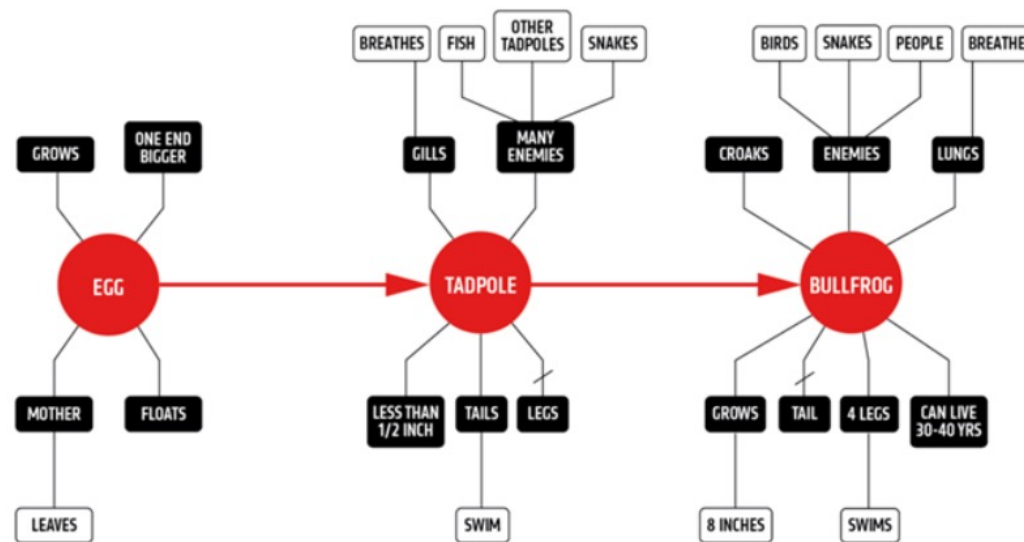 BREATHES
FISH
OTHER
TADPOLES
SNAKES
BIRDS
SNAKES
PEOPLE
BREATHE
GROWS
ONE END
BIGGER
GILLS
MANY
ENEMIES
CROAKS
ENEMIES
LUNGS
EGG
TADPOLE
BULLFROG
MOTHER
FLOATS
LESS THAN
1/2 INCH
TAILS
LEGS
GROWS
TAIL
4 LEGS
CAN LIVE
30-40 YRS
LEAVES
SWIM
8 INCHES
SWIMS